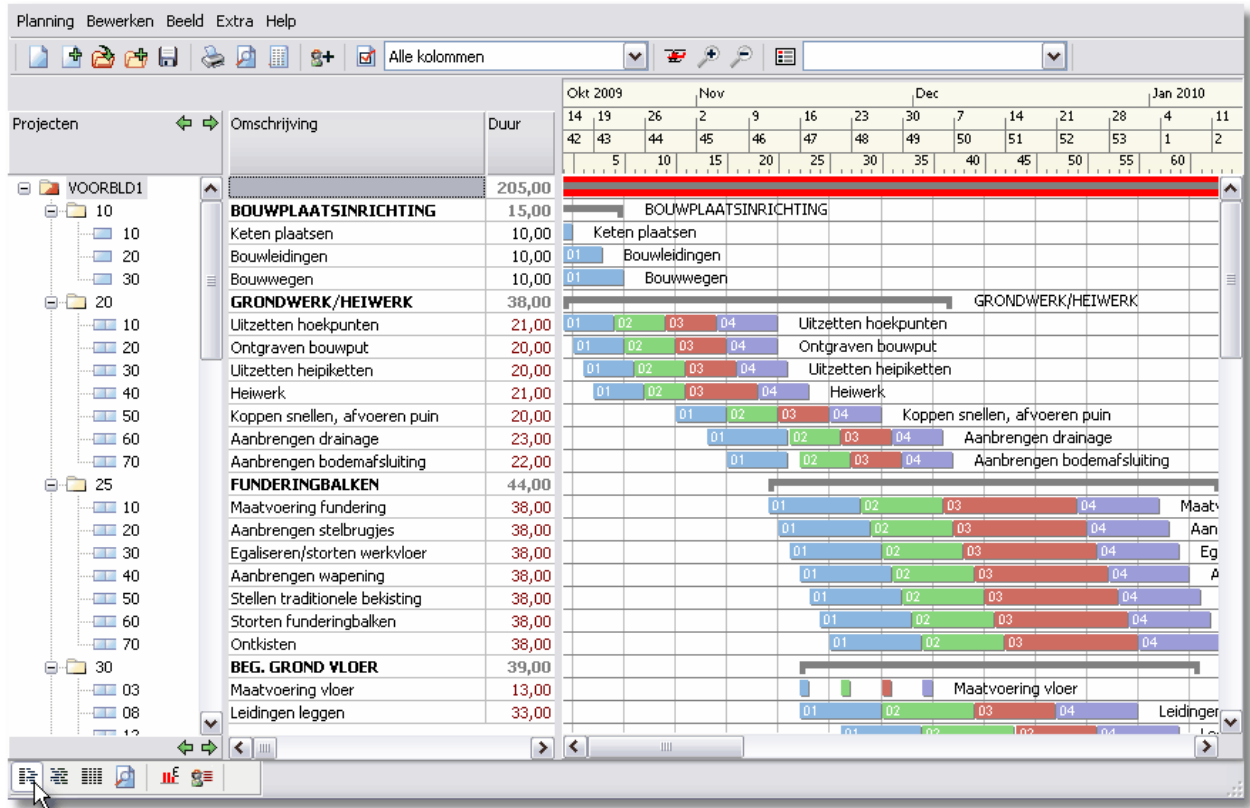 Planning Bewerken Beeld Extra Help
Alle kolommen
Okt 2009 Nov Dec Jan 2010
Projecten Omschrijving Duur 14 19 26 2 9 16 23 30 7 14 21 28 4 11
42 43 44 45 46 47 48 49 50 51 52 53 1 2
5 10 15 20 25 30 35 40 45 50 55 60
VOORBLD1 205,00
10 BOUWPLAATSINRICHTING 15,00 BOUWPLAATSINRICHTING
10 Keten plaatsen 10,00 Keten plaatsen
20 Bouwleidingen 10,00 01 Bouwleidingen
30 Bouwwegen 10,00 01 Bouwwegen
20 GRONDWERK/HEIWERK 38,00 GRONDWERK/HEIWERK
10 Uitzetten hoekpunten 21,00 01 02 03 04 Uitzetten hoekpunten
20 Ontgraven bouwput 20,00 01 02 03 04 Ontgraven bouwput
30 Uitzetten heipiketten 20,00 01 02 03 04 Uitzetten heipiketten
40 Heiwerk 21,00 01 02 03 04 Heiwerk
50 Koppen snellen, afvoeren puin 20,00 01 02 03 04 Koppen snellen, afvoeren puin
60 Aanbrengen drainage 23,00 01 02 03 04 Aanbrengen drainage
70 Aanbrengen bodemafsluiting 22,00 01 02 03 04 Aanbrengen bodemafsluiting
25 FUNDERINGBALKEN 44,00
10 Maatvoering fundering 38,00 01 02 03 04 Maatv
20 Aanbrengen stelbrugjes 38,00 01 02 03 04 Aan
30 Egaliseren/storten werkvloer 38,00 01 02 03 04 Eg
40 Aanbrengen wapening 38,00 01 02 03 04 A
50 Stellen traditionele bekisting 38,00 01 02 03 04
60 Storten funderingbalken 38,00 01 02 03 04
70 Ontkisten 38,00 01 02 03 04
30 BEG. GROND VLOER 39,00
03 Maatvoering vloer 13,00 Maatvoering vloer
08 Leidingen leggen 33,00 01 02 03 04 Leidinger